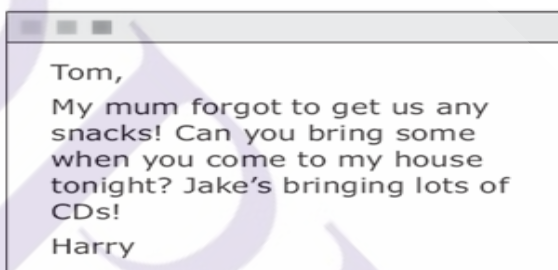 Tom,
My mum forgot to get us any
snacks! Can you bring some
when you come to my house
tonight? Jake's bringing lots of
CDs!
Harry